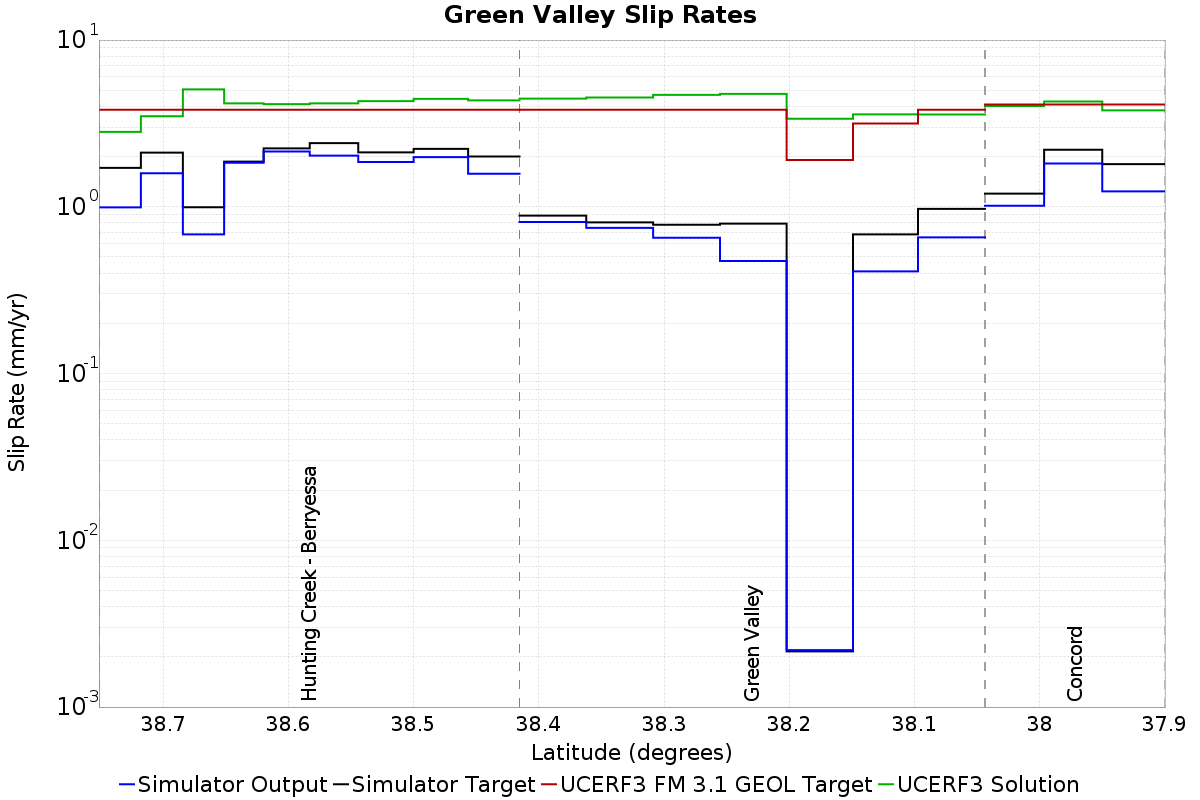 Green Valley Slip Rates
10^1
10^0
10^-1
10^-2
10^-3
Slip Rate (mm/yr)
Hunting Creek - Berryessa
Green Valley
Concord
38.7 38.6 38.5 38.4 38.3 38.2 38.1 38 37.9
Latitude (degrees)
Simulator Output Simulator Target UCERF3 FM 3.1 GEOL Target UCERF3 Solution